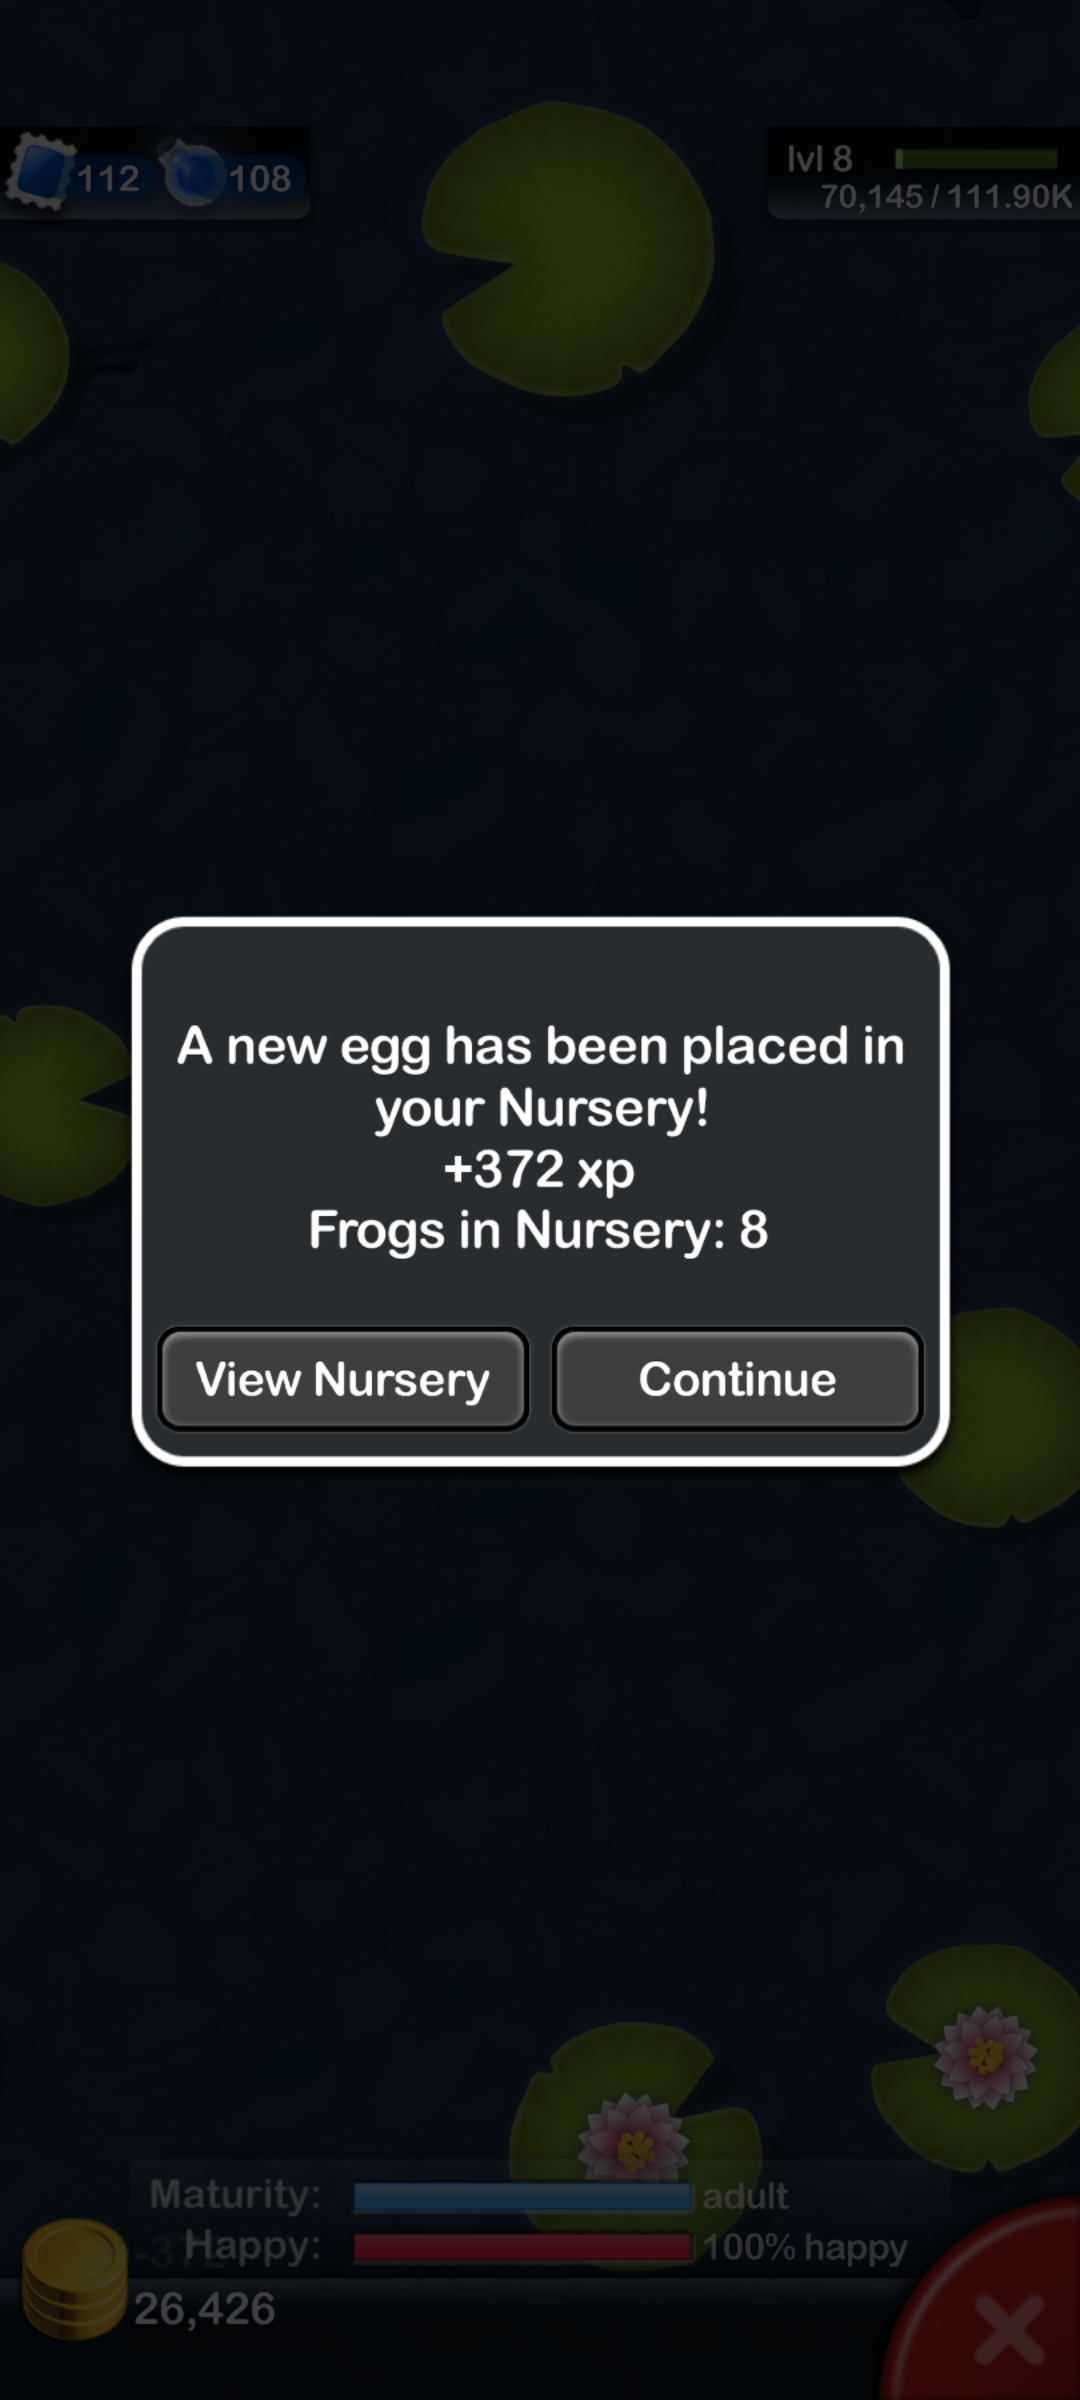 112
108
lvl 8
70,145 / 111.90K
A new egg has been placed in
your Nursery!
+372 xp
Frogs in Nursery: 8
View Nursery
Continue
Maturity:
adult
Happy:
100% happy
26,426